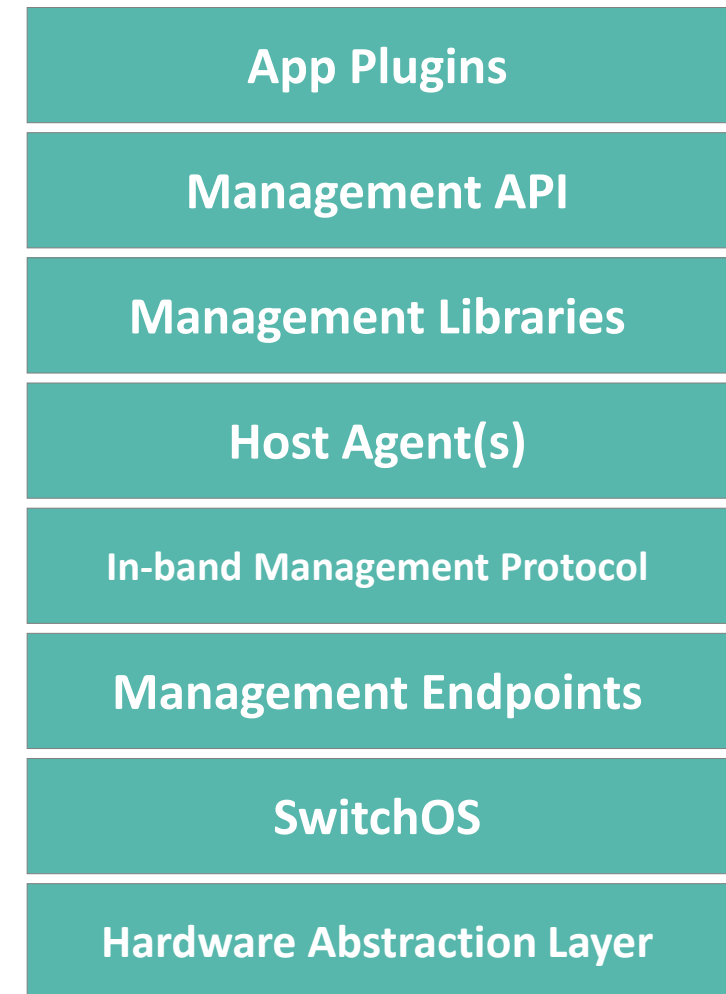 App Plugins
Management API
Management Libraries
Host Agent(s)
In-band Management Protocol
Management Endpoints
SwitchOS
Hardware Abstraction Layer